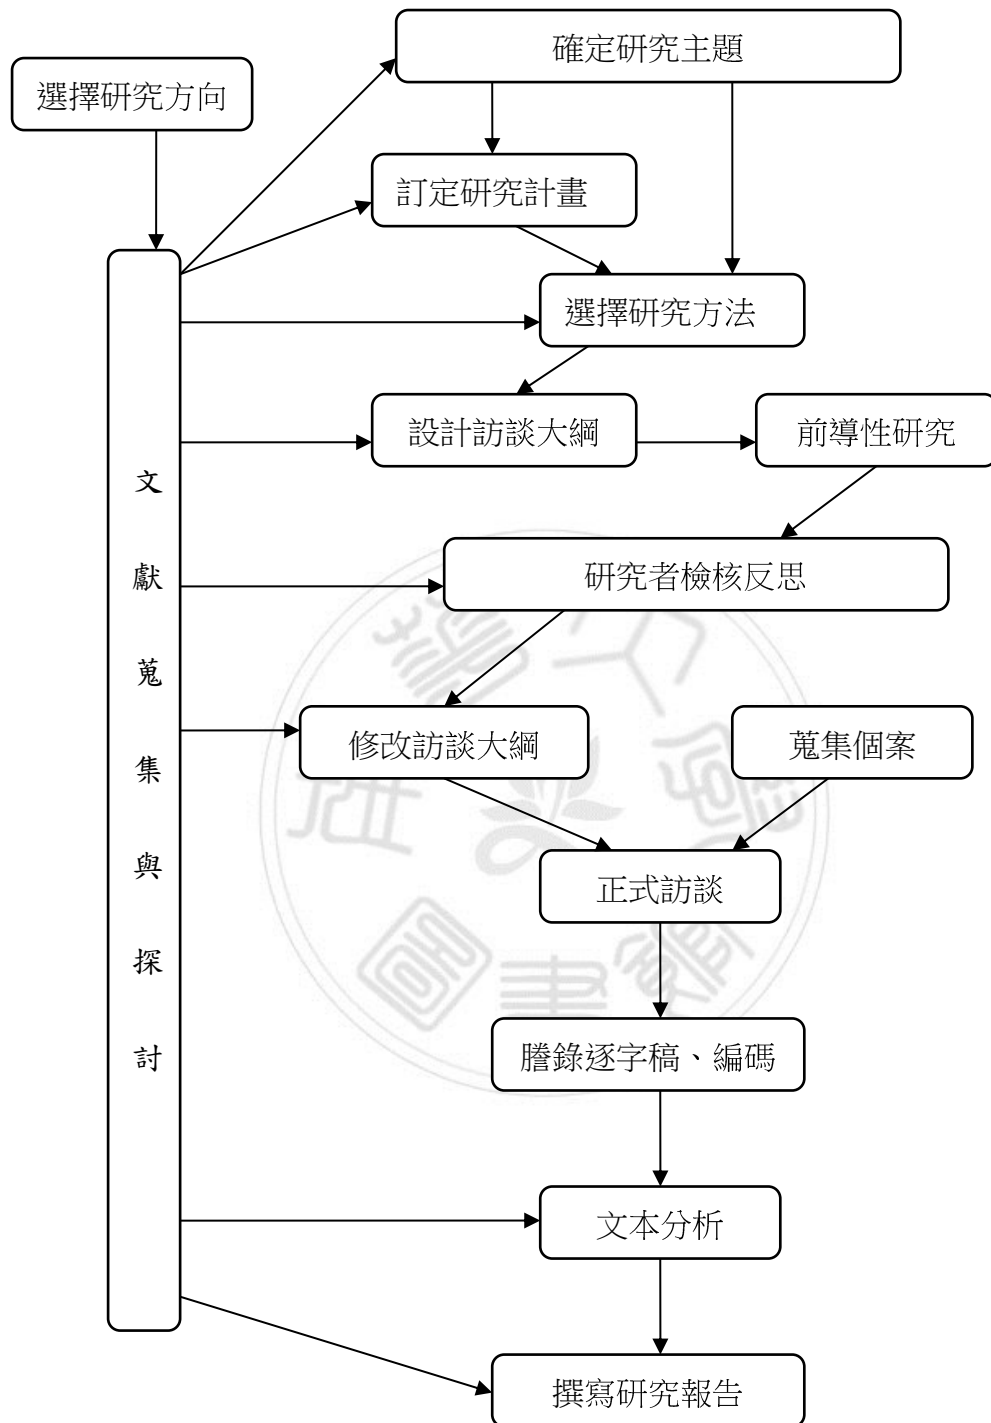 確定研究主題
選擇研究方向
訂定研究計畫
選擇研究方法
設計訪談大綱
前導性研究
文獻蒐集與探討
研究者檢核反思
修改訪談大綱
蒐集個案
正式訪談
謄錄逐字稿、編碼
文本分析
撰寫研究報告